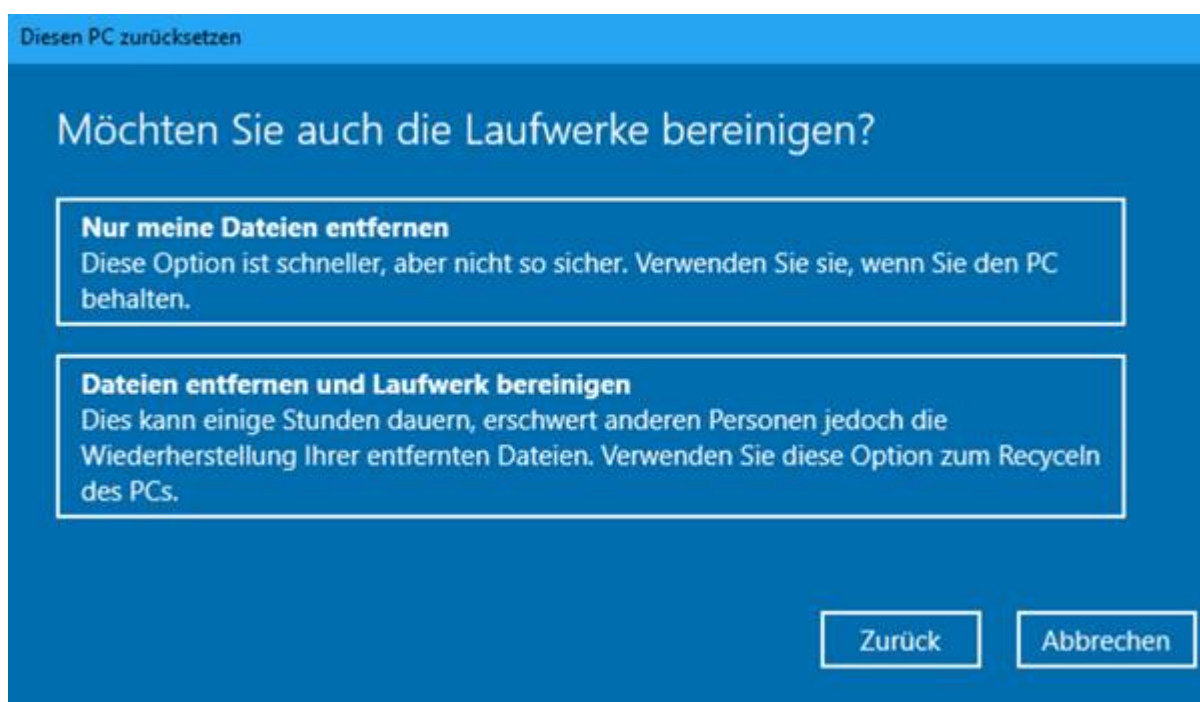 Diesen PC zurücksetzen
Möchten Sie auch die Laufwerke bereinigen?
Nur meine Dateien entfernen
Diese Option ist schneller, aber nicht so sicher. Verwenden Sie sie, wenn Sie den PC
behalten.
Dateien entfernen und Laufwerk bereinigen
Dies kann einige Stunden dauern, erschwert anderen Personen jedoch die
Wiederherstellung Ihrer entfernten Dateien. Verwenden Sie diese Option zum Recyceln
des PCs.
Zurück
Abbrechen